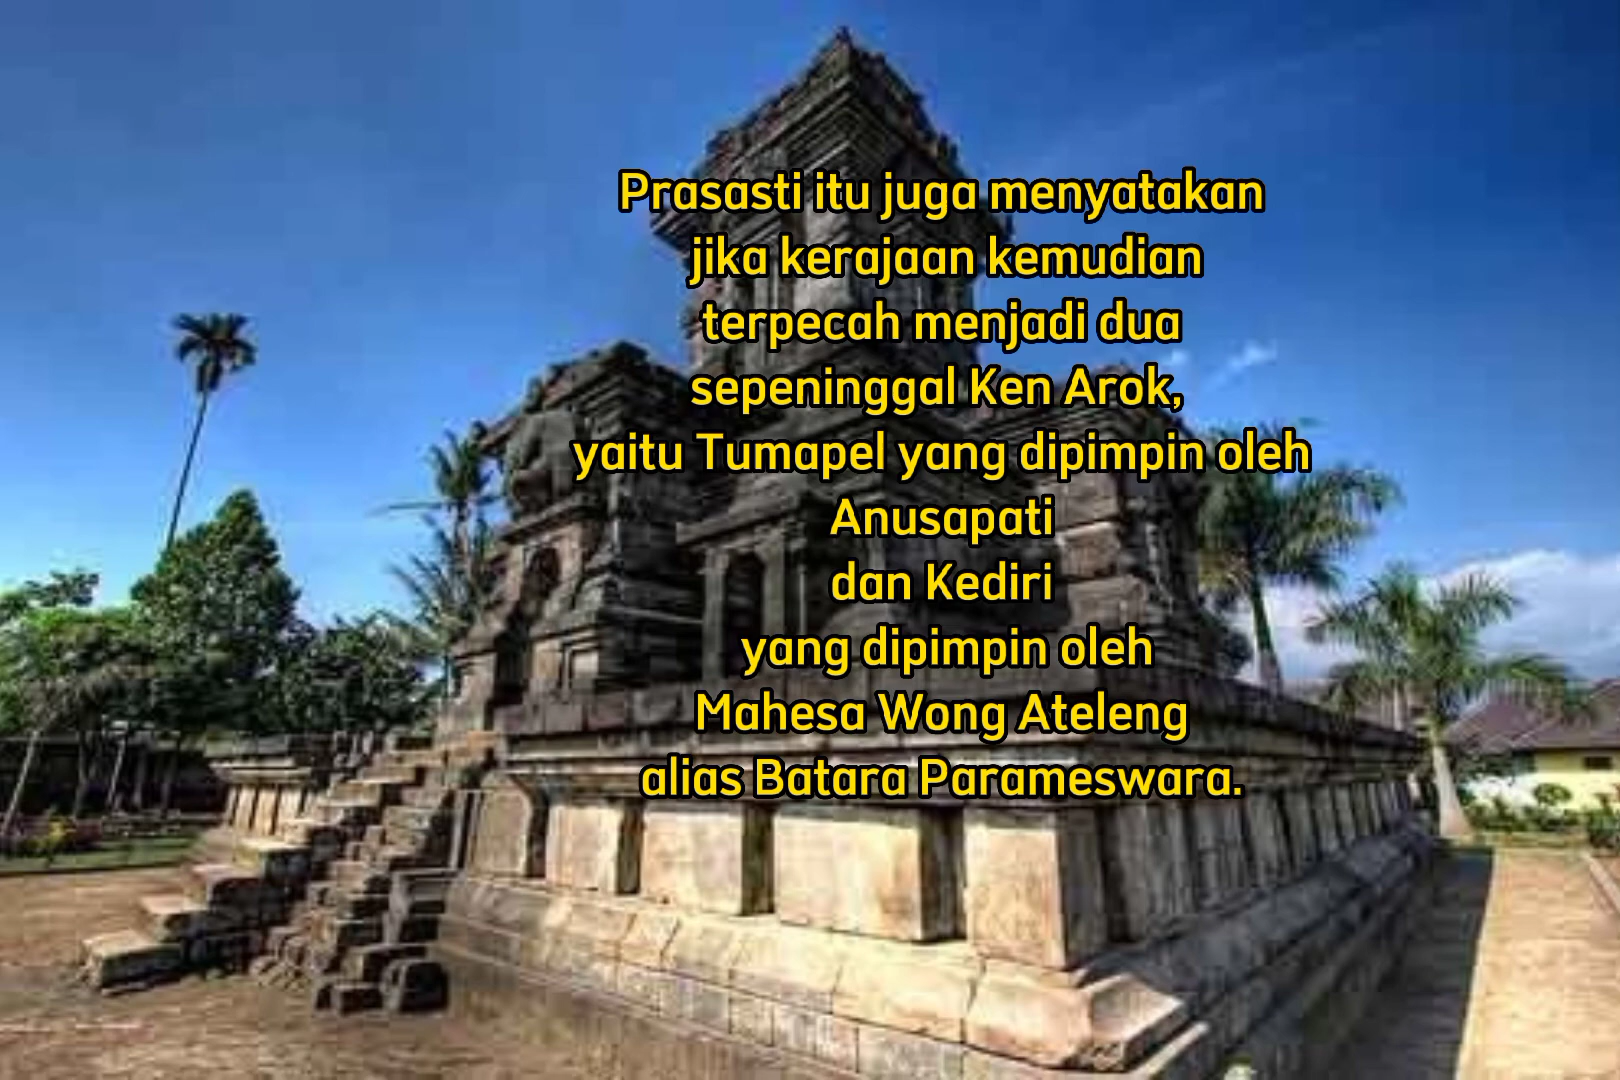 Prasasti itu juga menyatakan
jika kerajaan kemudian
terpecah menjadi dua
sepeninggal Ken Arok,
yaitu Tumapel yang dipimpin oleh
Anusapati
dan Kediri
yang dipimpin oleh
Mahesa Wong Ateleng
alias Batara Parameswara.